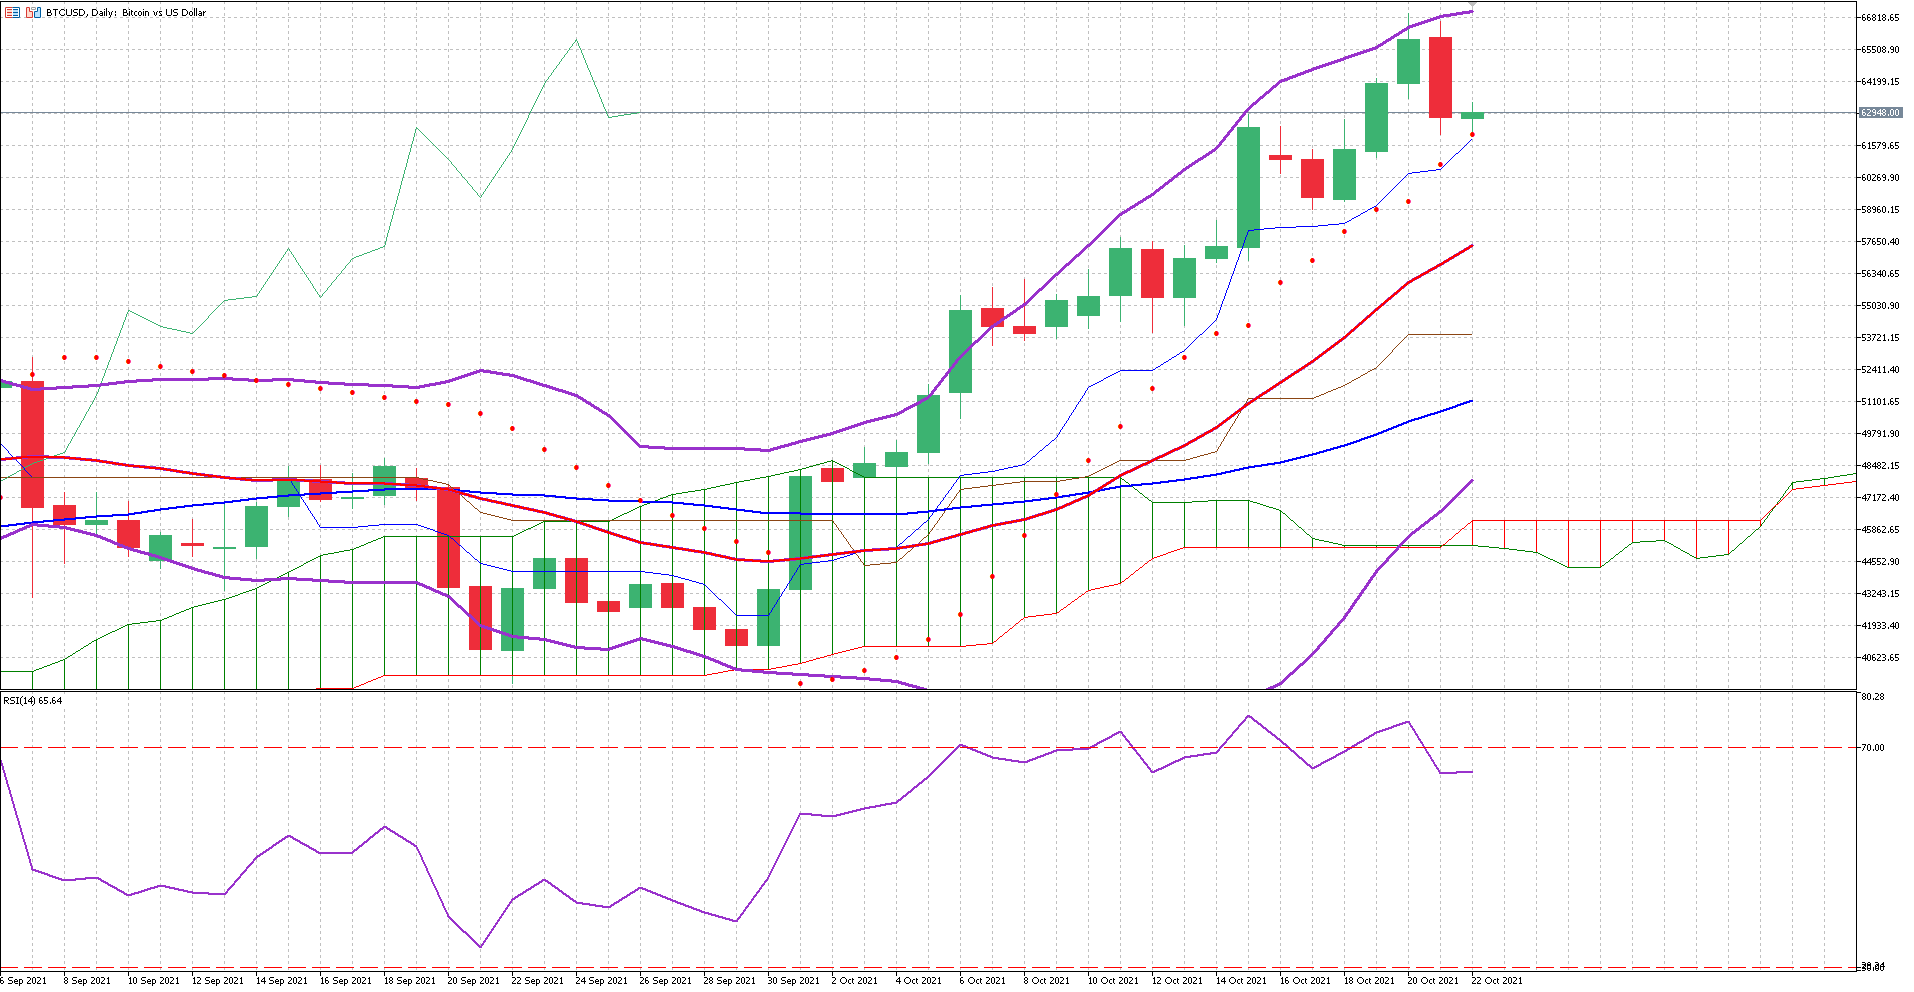 BTCUSD, Daily: Bitcoin vs US Dollar
66818.65
65508.90
64199.15
62948.00
61579.65
60269.90
58960.15
57650.40
56340.65
55030.90
53721.15
52411.40
51101.65
49791.90
48482.15
47172.40
45862.65
44552.90
43243.15
41933.40
40623.65
RSI(14) 65.64
80.28
70.00
6 Sep 2021
8 Sep 2021
10 Sep 2021
12 Sep 2021
14 Sep 2021
16 Sep 2021
18 Sep 2021
20 Sep 2021
22 Sep 2021
24 Sep 2021
26 Sep 2021
28 Sep 2021
30 Sep 2021
2 Oct 2021
4 Oct 2021
6 Oct 2021
8 Oct 2021
10 Oct 2021
12 Oct 2021
14 Oct 2021
16 Oct 2021
18 Oct 2021
20 Oct 2021
22 Oct 2021